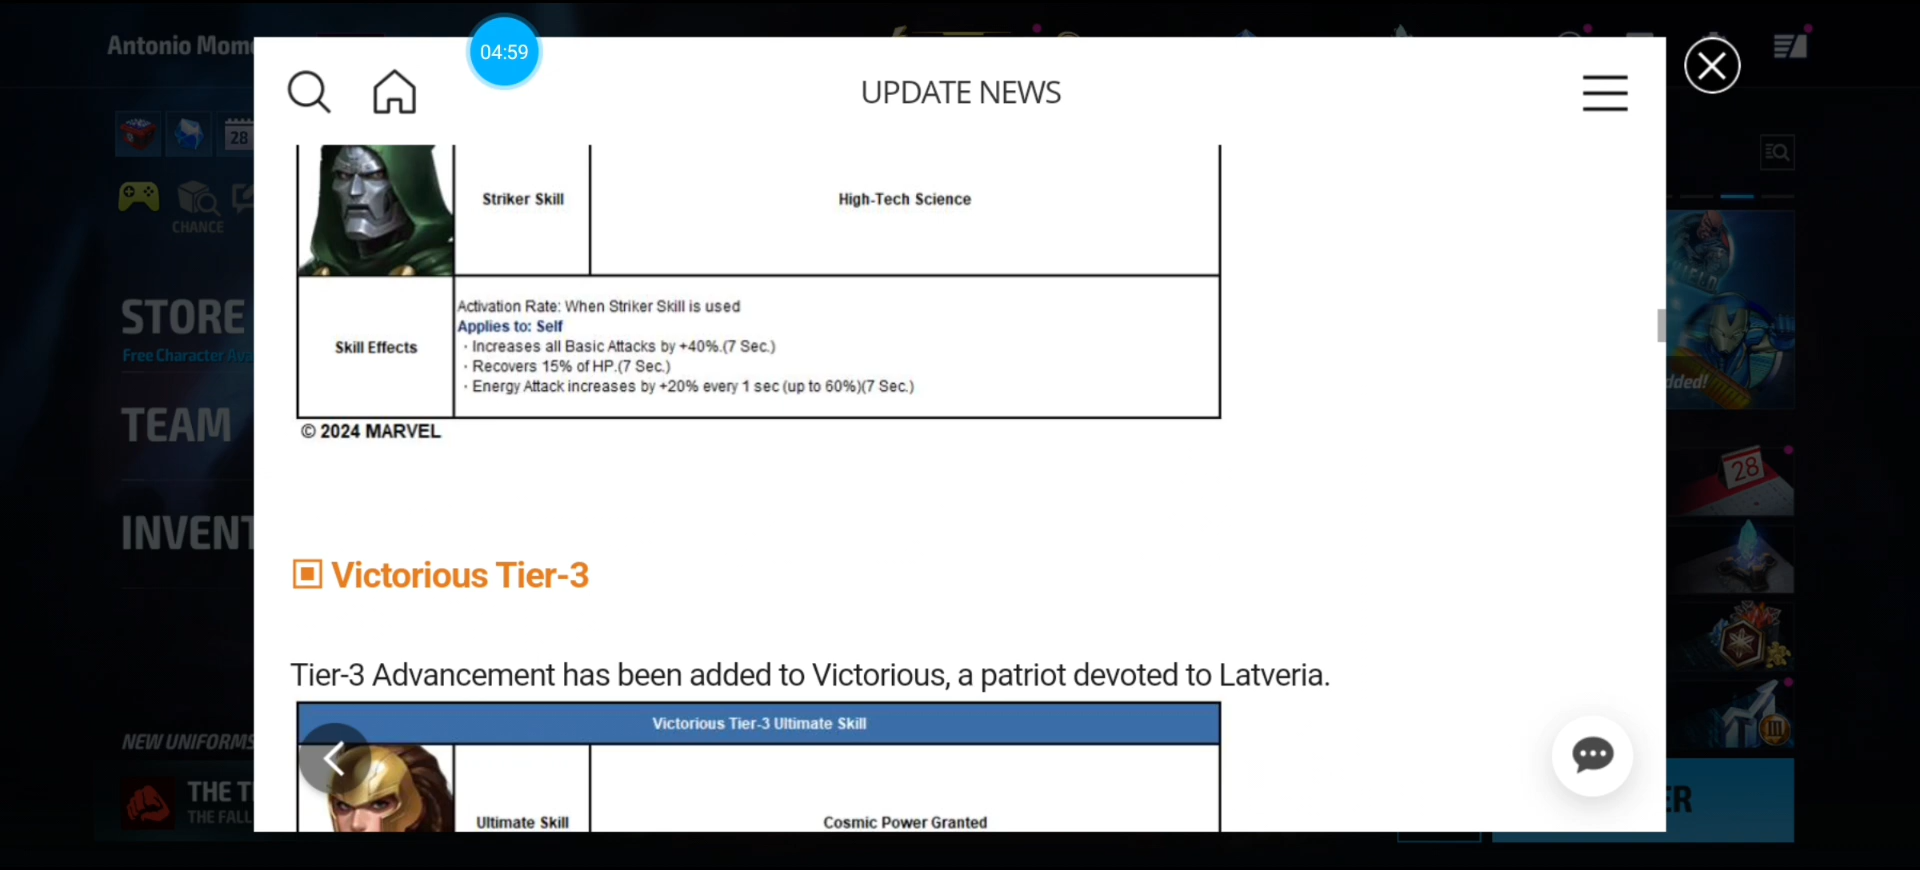 Antonio Mom
04:59
UPDATE NEWS
28
CHANCE
STORE
Free Character Ava
TEAM
INVENT
NEW UNIFORMS
THE T
THE FALL
Striker Skill
High-Tech Science
Skill Effects
Activation Rate: When Striker Skill is used
Applies to: Self
· Increases all Basic Attacks by +40%.(7 Sec.)
· Recovers 15% of HP.(7 Sec.)
· Energy Attack increases by +20% every 1 sec (up to 60%)(7 Sec.)
© 2024 MARVEL
Victorious Tier-3
Tier-3 Advancement has been added to Victorious, a patriot devoted to Latveria.
Victorious Tier-3 Ultimate Skill
Ultimate Skill
Cosmic Power Granted
dded!
28
III
ER